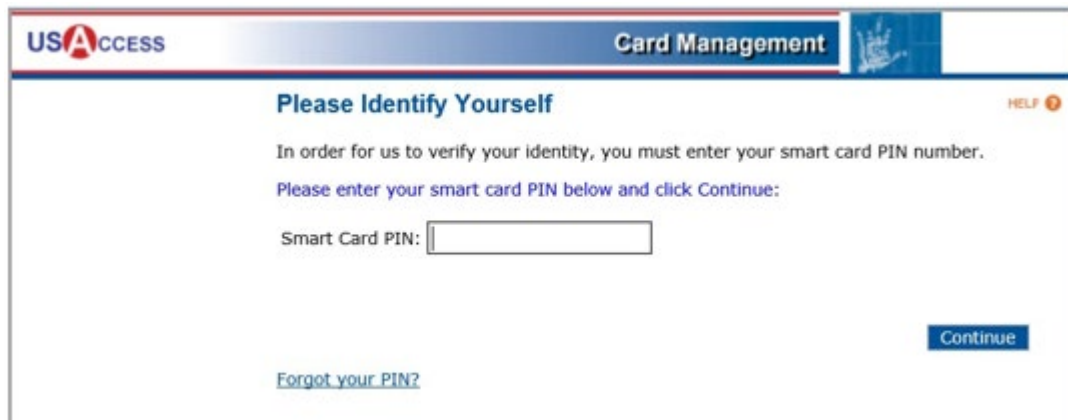 USAccess
Card Management
Please Identify Yourself
HELP ?
In order for us to verify your identity, you must enter your smart card PIN number.
Please enter your smart card PIN below and click Continue:
Smart Card PIN:
Continue
Forgot your PIN?